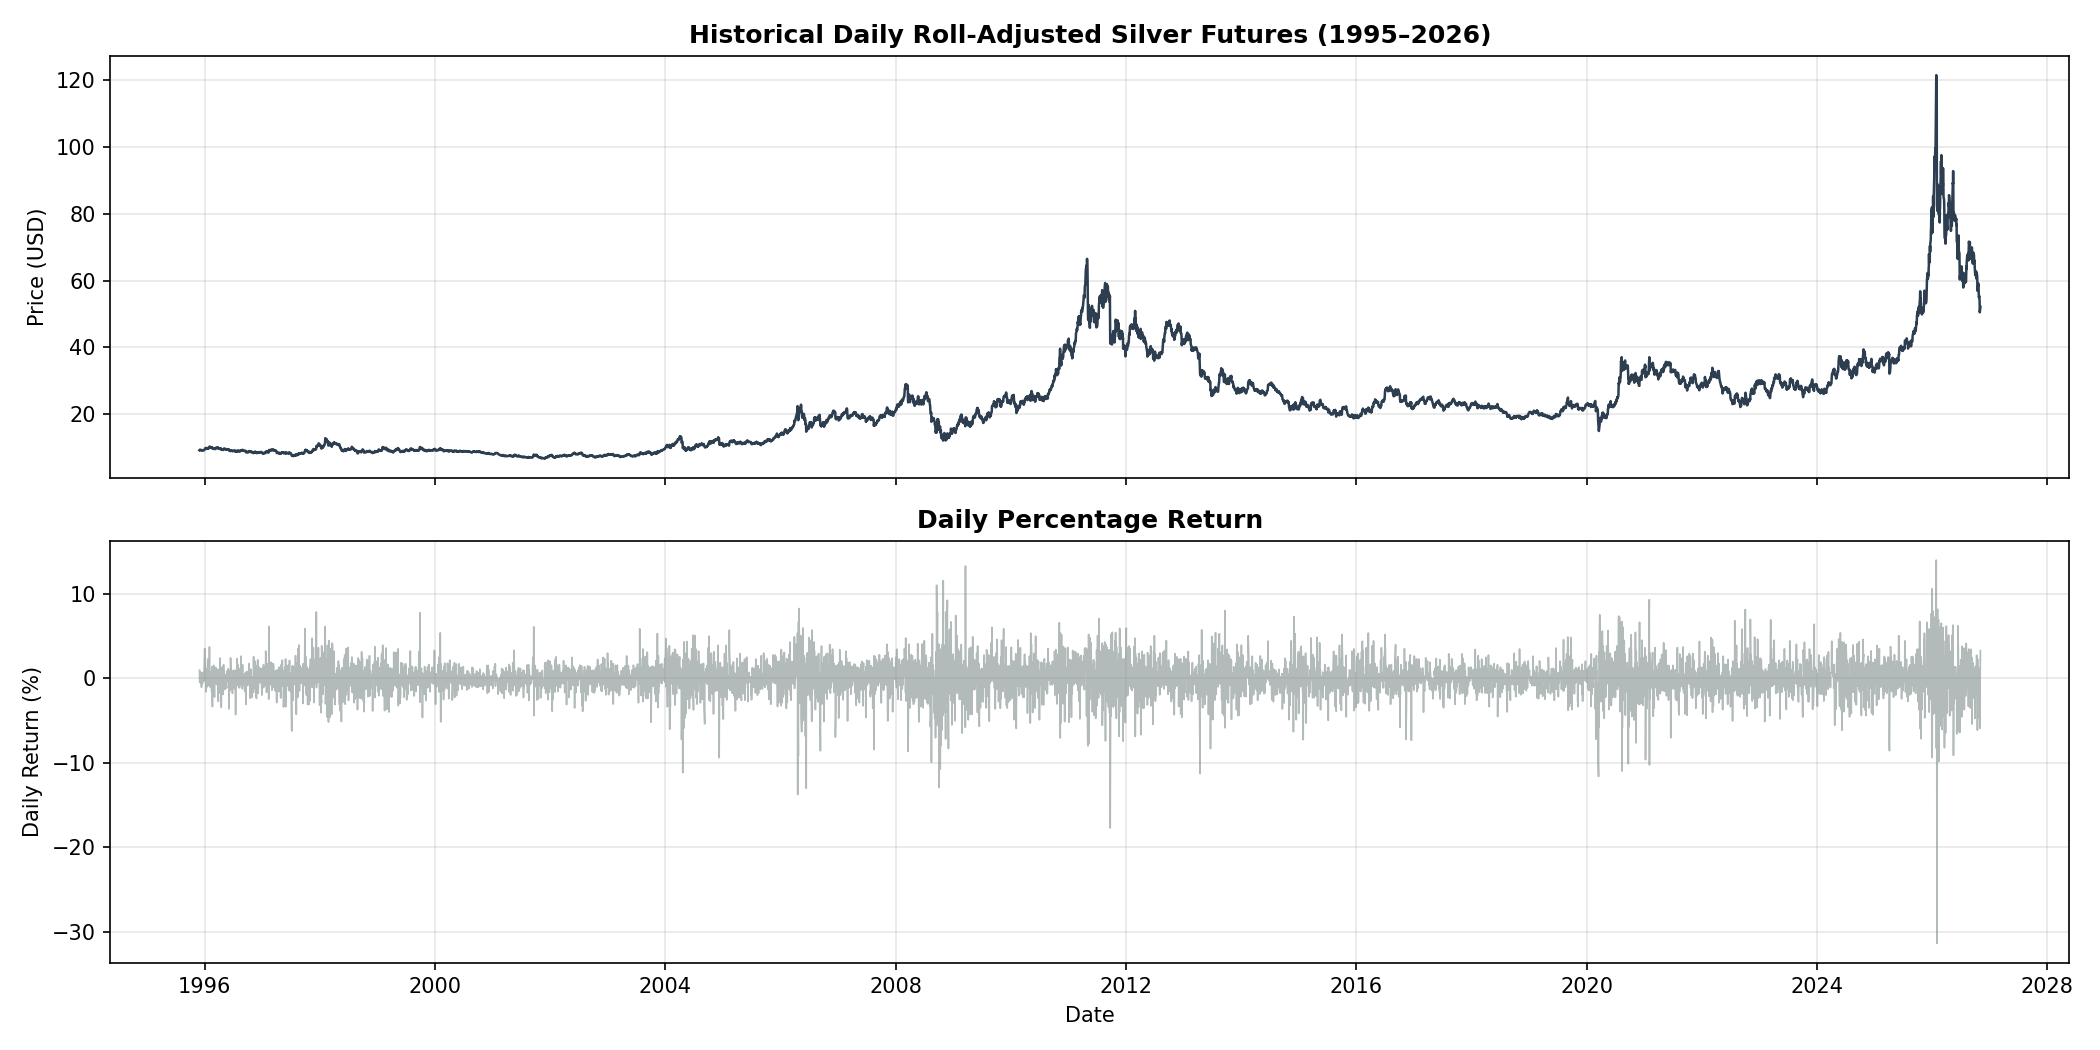 Historical Daily Roll-Adjusted Silver Futures (1995–2026)
120
100
80
60
40
20
Price (USD)
Daily Percentage Return
10
0
−10
−20
−30
Daily Return (%)
1996 2000 2004 2008 2012 2016 2020 2024 2028
Date